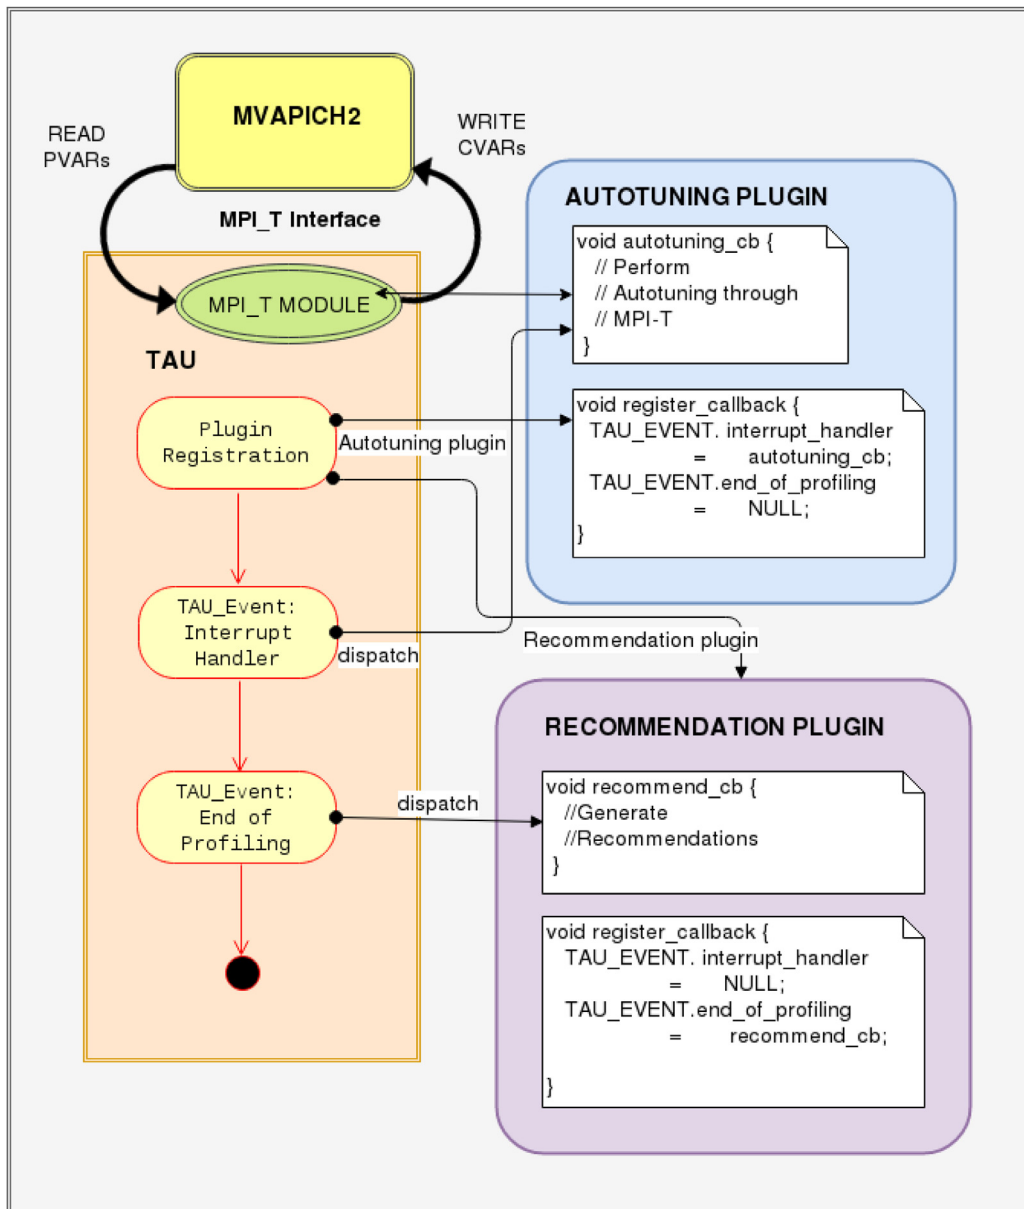 MVAPICH2
READ
PVARs
WRITE
CVARs
MPI_T Interface
MPI_T MODULE
TAU
Plugin
Registration
Autotuning plugin
TAU_Event:
Interrupt
Handler
dispatch
TAU_Event:
End of
Profiling
dispatch
AUTOTUNING PLUGIN
void autotuning_cb {
// Perform
// Autotuning through
// MPI-T
}
void register_callback {
TAU_EVENT. interrupt_handler
= autotuning_cb;
TAU_EVENT.end_of_profiling
= NULL;
}
Recommendation plugin
RECOMMENDATION PLUGIN
void recommend_cb {
//Generate
//Recommendations
}
void register_callback {
TAU_EVENT. interrupt_handler
= NULL;
TAU_EVENT.end_of_profiling
= recommend_cb;
}